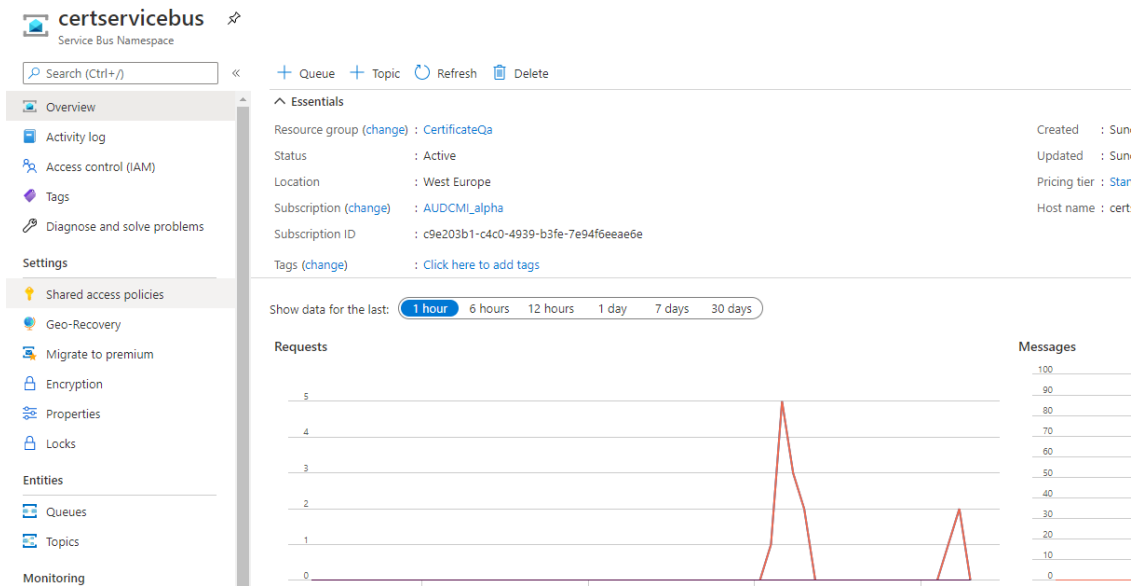 certservicebus
Service Bus Namespace
Search (Ctrl+/)
«
Overview
Activity log
Access control (IAM)
Tags
Diagnose and solve problems
Settings
Shared access policies
Geo-Recovery
Migrate to premium
Encryption
Properties
Locks
Entities
Queues
Topics
Monitoring
Queue Topic Refresh Delete
Essentials
Resource group (change) : CertificateQa
Status : Active
Location : West Europe
Subscription (change) : AUDCMI_alpha
Subscription ID : c9e203b1-c4c0-4939-b3fe-7e94f6eeae6e
Tags (change) : Click here to add tags
Created :
Updated :
Pricing tier :
Host name :
Show data for the last: 1 hour 6 hours 12 hours 1 day 7 days 30 days
Requests
5
4
3
2
1
0
Messages
100
90
80
70
60
50
40
30
20
10
0